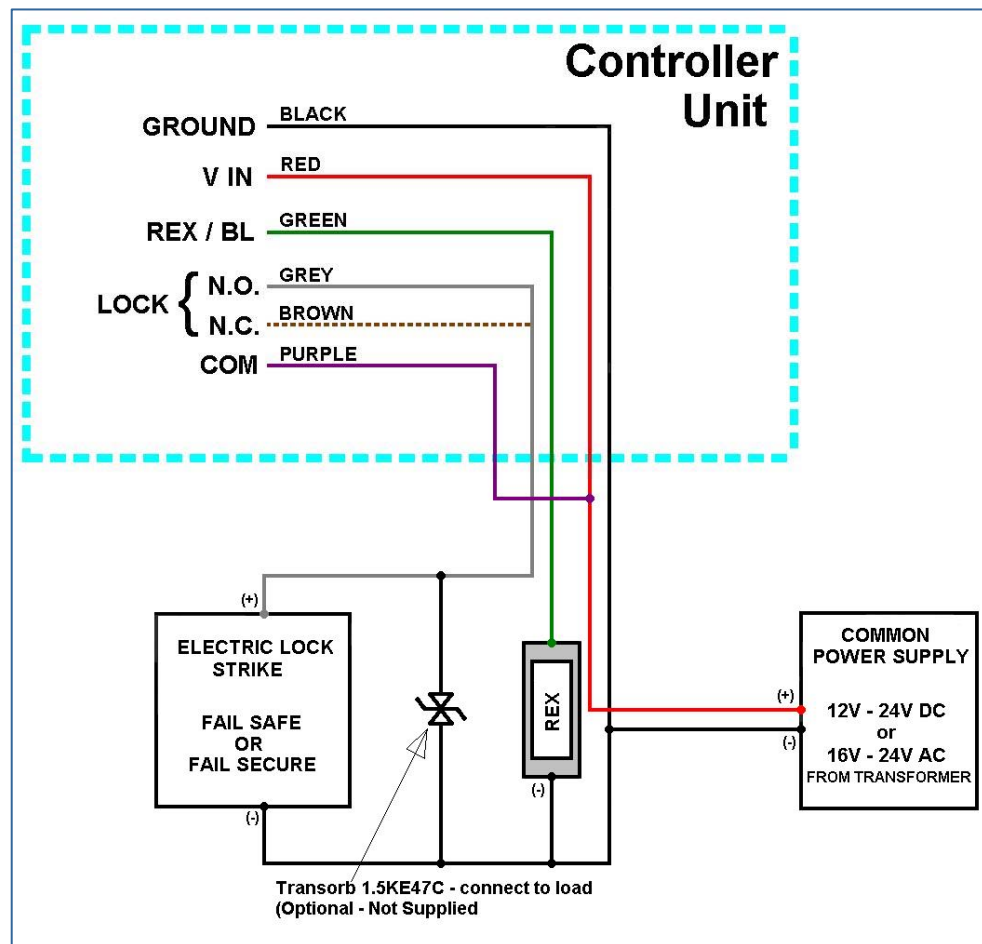 Controller
Unit
GROUND
BLACK
V IN
RED
REX / BL
GREEN
LOCK {
N.O.
GREY
N.C.
BROWN
COM
PURPLE
(+)
ELECTRIC LOCK
STRIKE
FAIL SAFE
OR
FAIL SECURE
(-)
REX
(-)
COMMON
POWER SUPPLY
(+)
12V - 24V DC
(-)
or
16V - 24V AC
FROM TRANSFORMER
Transorb 1.5KE47C - connect to load
(Optional - Not Supplied